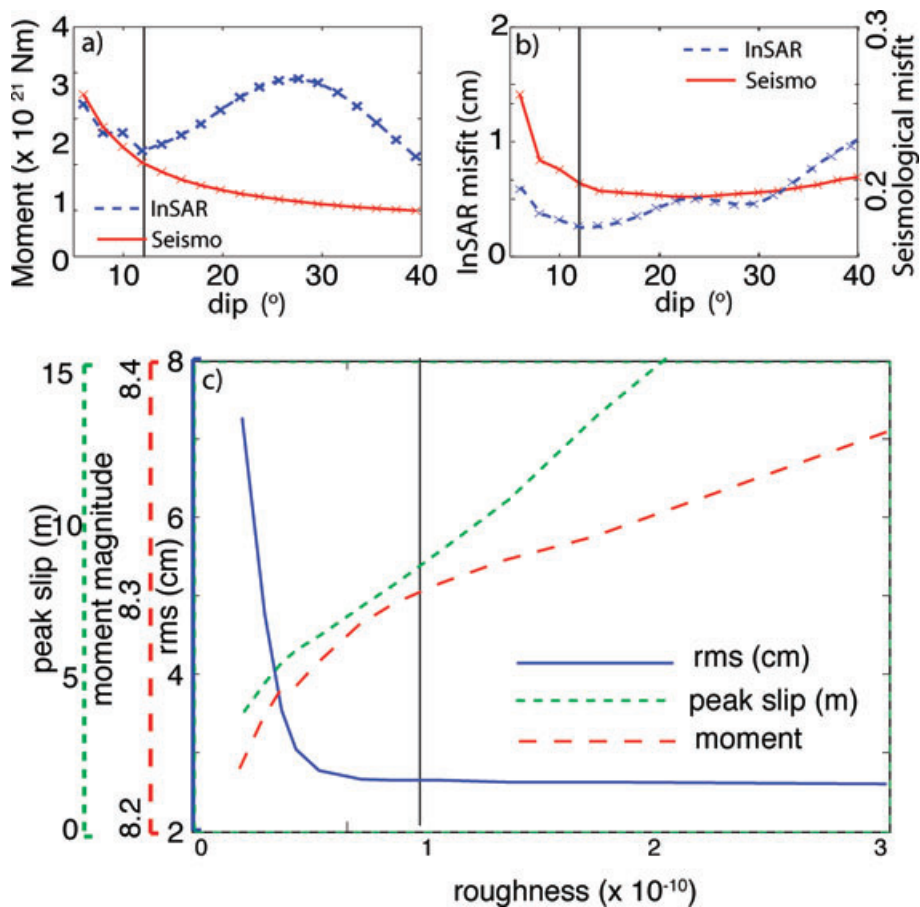 a)
Moment (x 10 21 Nm)
4
3
2
1
0
InSAR
Seismo
10 20 30 40
dip (o)
b)
InSAR misfit (cm)
2
1
0
InSAR
Seismo
0.3
0.2
Seismological misfit
10 20 30 40
dip (o)
c)
peak slip (m)
15
10
5
0
moment magnitude
8.4
8.3
8.2
rms (cm)
8
6
4
2
rms (cm)
peak slip (m)
moment
0 1 2 3
roughness (x 10-10)